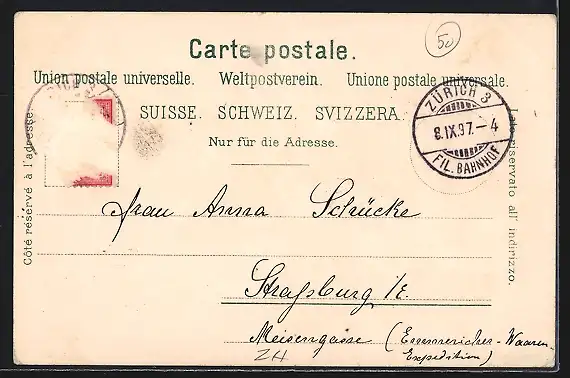 50
Carte postale.
Union postale universelle. Weltpostverein. Unione postale universale.
SUISSE. SCHWEIZ. SVIZZERA.
Nur für die Adresse.
Côté réservé à l'adresse.
ZÜRICH 3
8.IX.97.–4
FIL. BAHNHOF
riservato all' indirizzo.
Frau Anna Schücke
Straßburg i/E.
Meisengasse (Emmericher-Waaren-
Expedition)
ZH